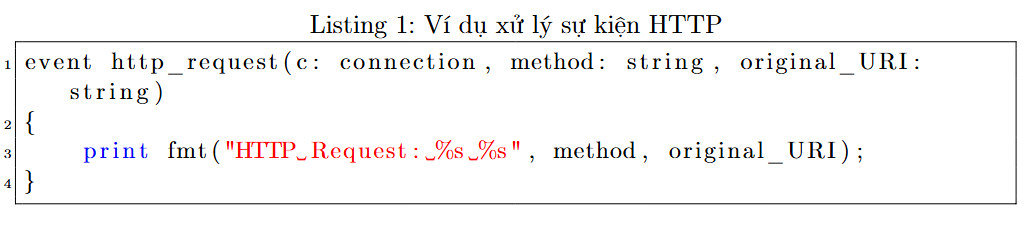 Listing 1: Ví dụ xử lý sự kiện HTTP
1 event http_request(c: connection, method: string, original_URI:
string)
2 {
3 print fmt("HTTP␣Request:␣%s␣%s", method, original_URI);
4 }